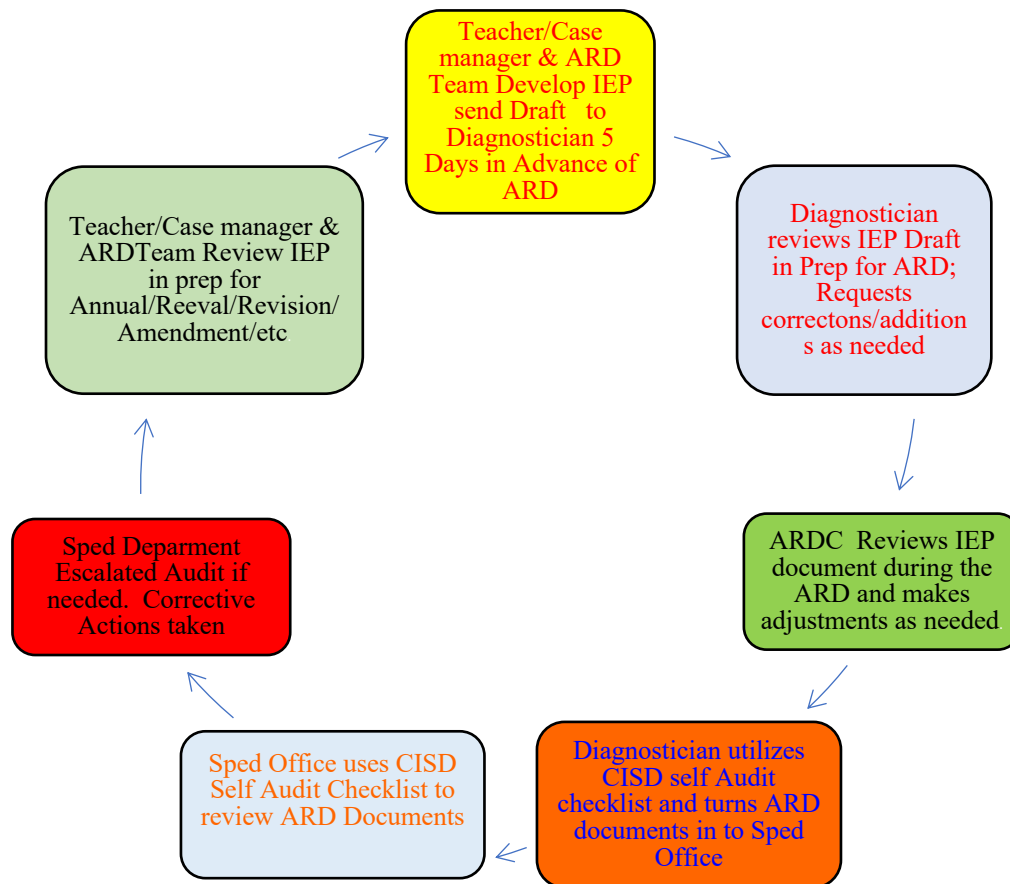 Teacher/Case
manager & ARD
Team Develop IEP
send Draft to
Diagnostician 5
Days in Advance of
ARD
Diagnostician
reviews IEP Draft
in Prep for ARD;
Requests
correctons/addition
s as needed
ARDC Reviews IEP
document during the
ARD and makes
adjustments as needed.
Diagnostician utilizes
CISD self Audit
checklist and turns ARD
documents in to Sped
Office
Sped Office uses CISD
Self Audit Checklist to
review ARD Documents
Sped Deparment
Escalated Audit if
needed. Corrective
Actions taken
Teacher/Case manager &
ARDTeam Review IEP
in prep for
Annual/Reeval/Revision/
Amendment/etc.